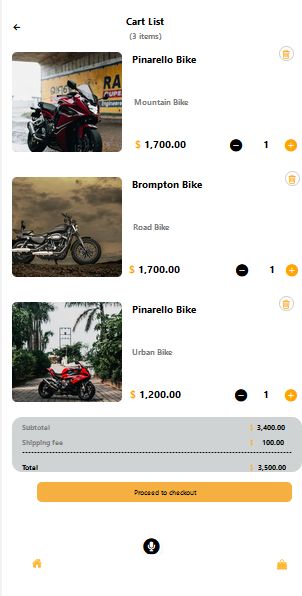 Cart List
(3 items)
Pinarello Bike
Mountain Bike
$ 1,700.00
1
Brompton Bike
Road Bike
$ 1,700.00
1
Pinarello Bike
Urban Bike
$ 1,200.00
1
Subtotal $ 3,400.00
Shipping fee $ 100.00
Total $ 3,500.00
Proceed to checkout